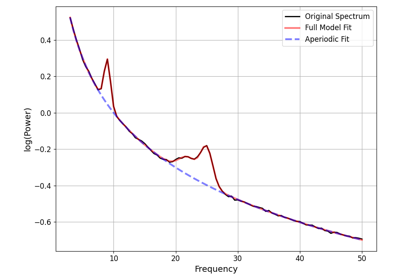 Original Spectrum
Full Model Fit
Aperiodic Fit
log(Power)
0.4
0.2
0.0
−0.2
−0.4
−0.6
10
20
30
40
50
Frequency